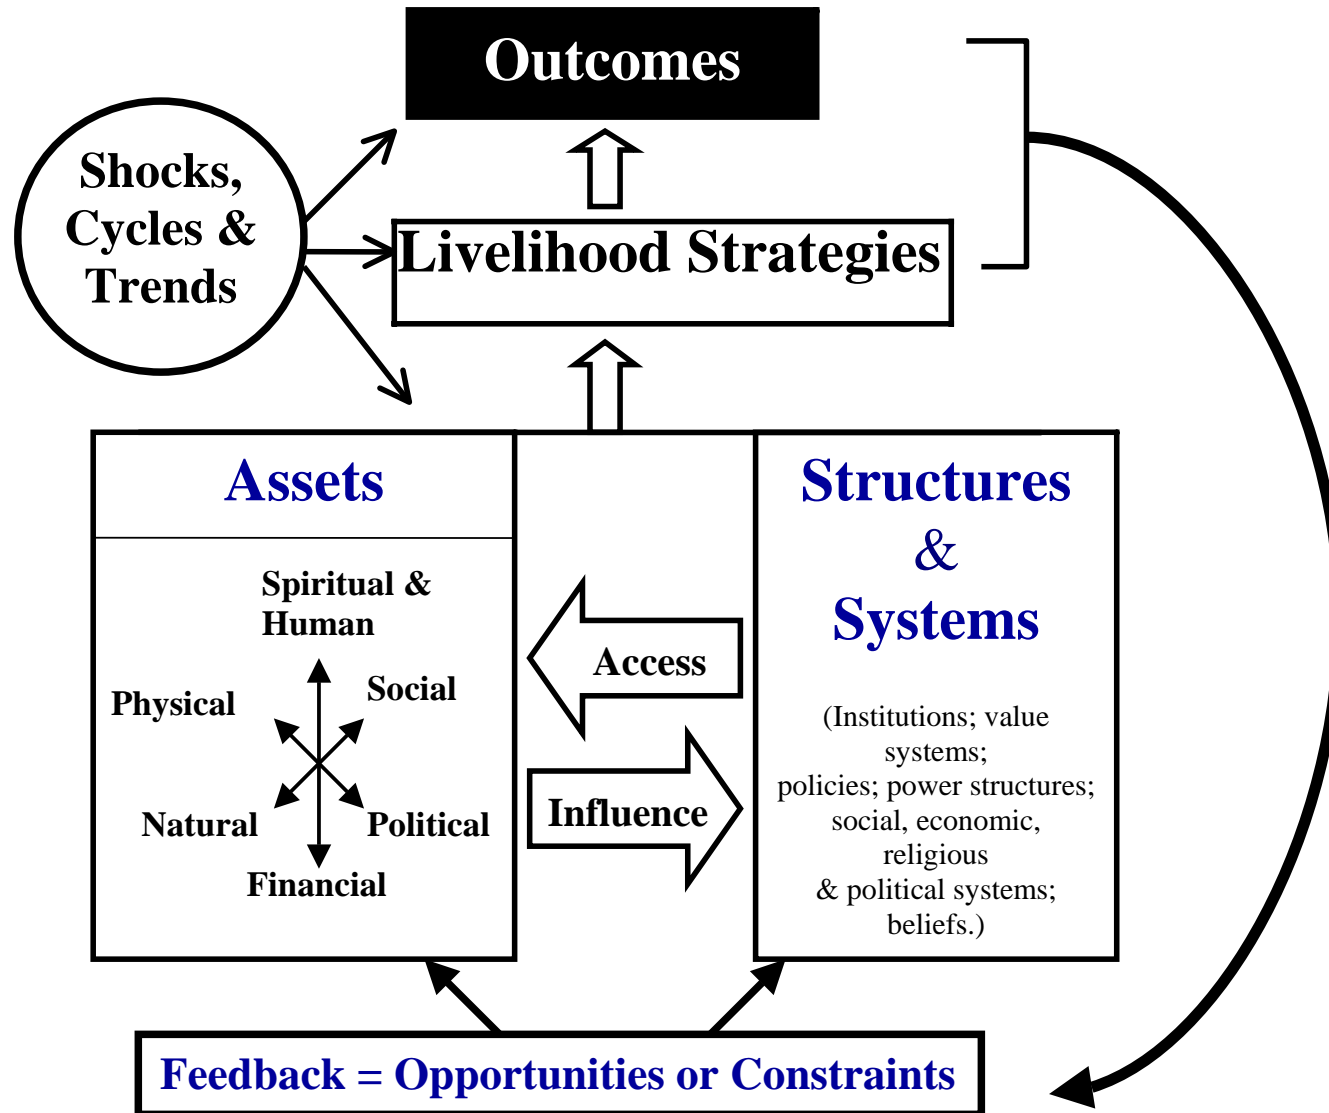 Outcomes
Shocks,
Cycles &
Trends
Livelihood Strategies
Assets
Spiritual &
Human
Physical
Social
Natural
Political
Financial
Access
Influence
Structures
&
Systems
(Institutions; value
systems;
policies; power structures;
social, economic,
religious
& political systems;
beliefs.)
Feedback = Opportunities or Constraints